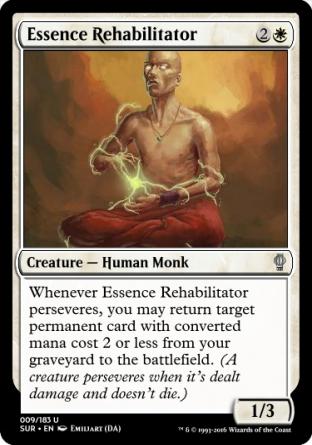 Essence Rehabilitator 2
Creature — Human Monk
Whenever Essence Rehabilitator
perseveres, you may return target
permanent card with converted
mana cost 2 or less from your
graveyard to the battlefield. (A
creature perseveres when it's dealt
damage and doesn't die.)
1/3
009/183 U
SUR • EN EMILIART (DA)
™ & © 1993-2016 Wizards of the Coast